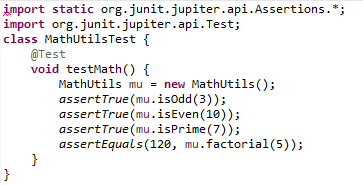 import static org.junit.jupiter.api.Assertions.*;
import org.junit.jupiter.api.Test;
class MathUtilsTest {
    @Test
    void testMath() {
        MathUtils mu = new MathUtils();
        assertTrue(mu.isOdd(3));
        assertTrue(mu.isEven(10));
        assertTrue(mu.isPrime(7));
        assertEquals(120, mu.factorial(5));
    }
}